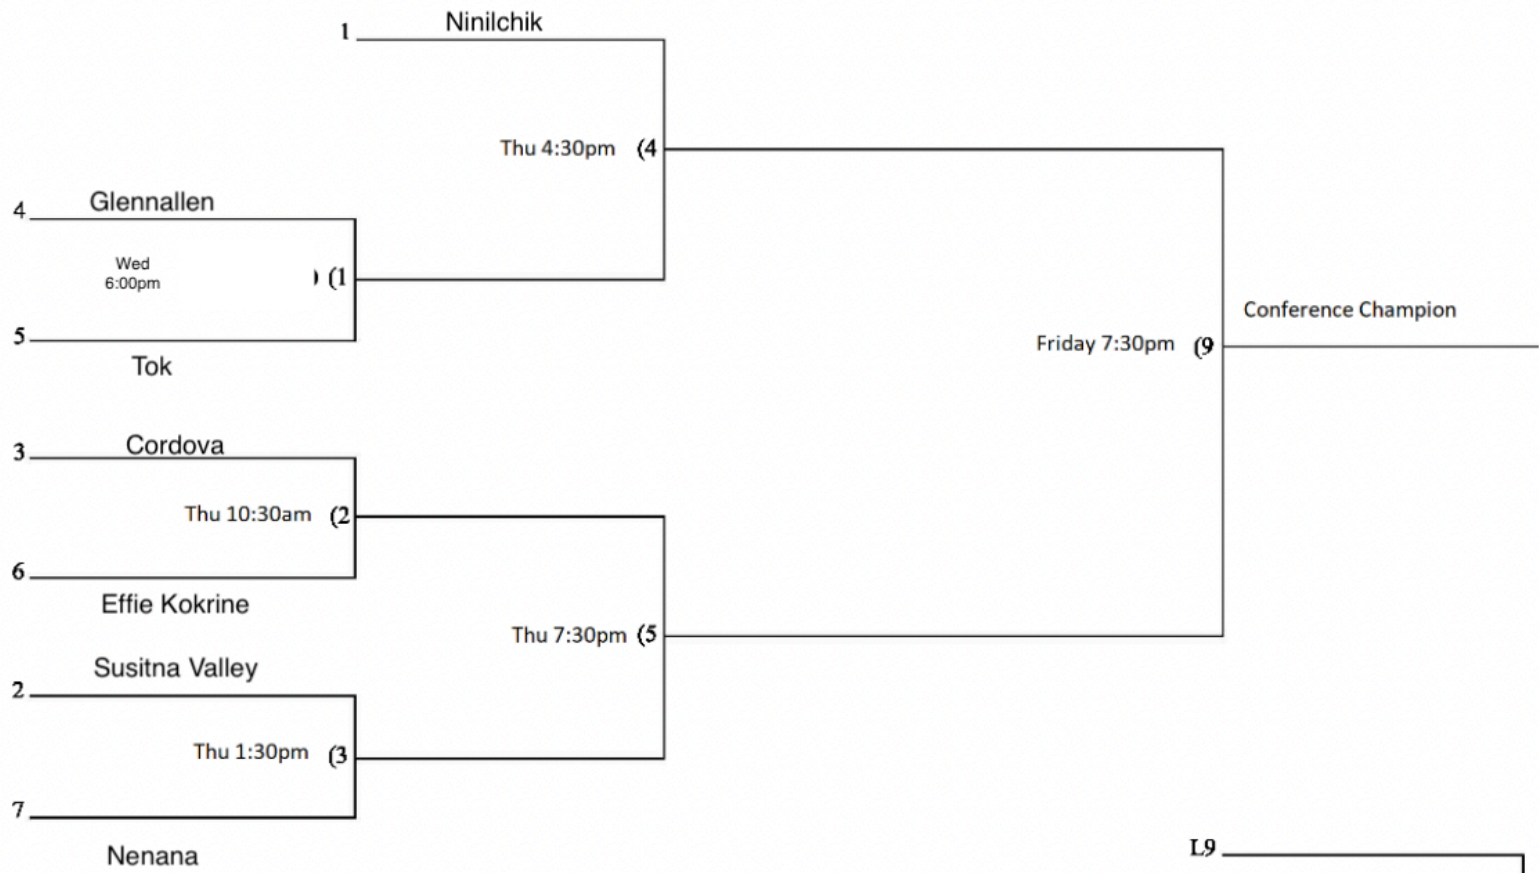 1 Ninilchik
Thu 4:30pm (4
4 Glennallen
Wed
6:00pm
) (1
5
Tok
Friday 7:30pm (9
Conference Champion
3 Cordova
Thu 10:30am (2
6
Effie Kokrine
Thu 7:30pm (5
Susitna Valley
2
Thu 1:30pm (3
7
Nenana
L9